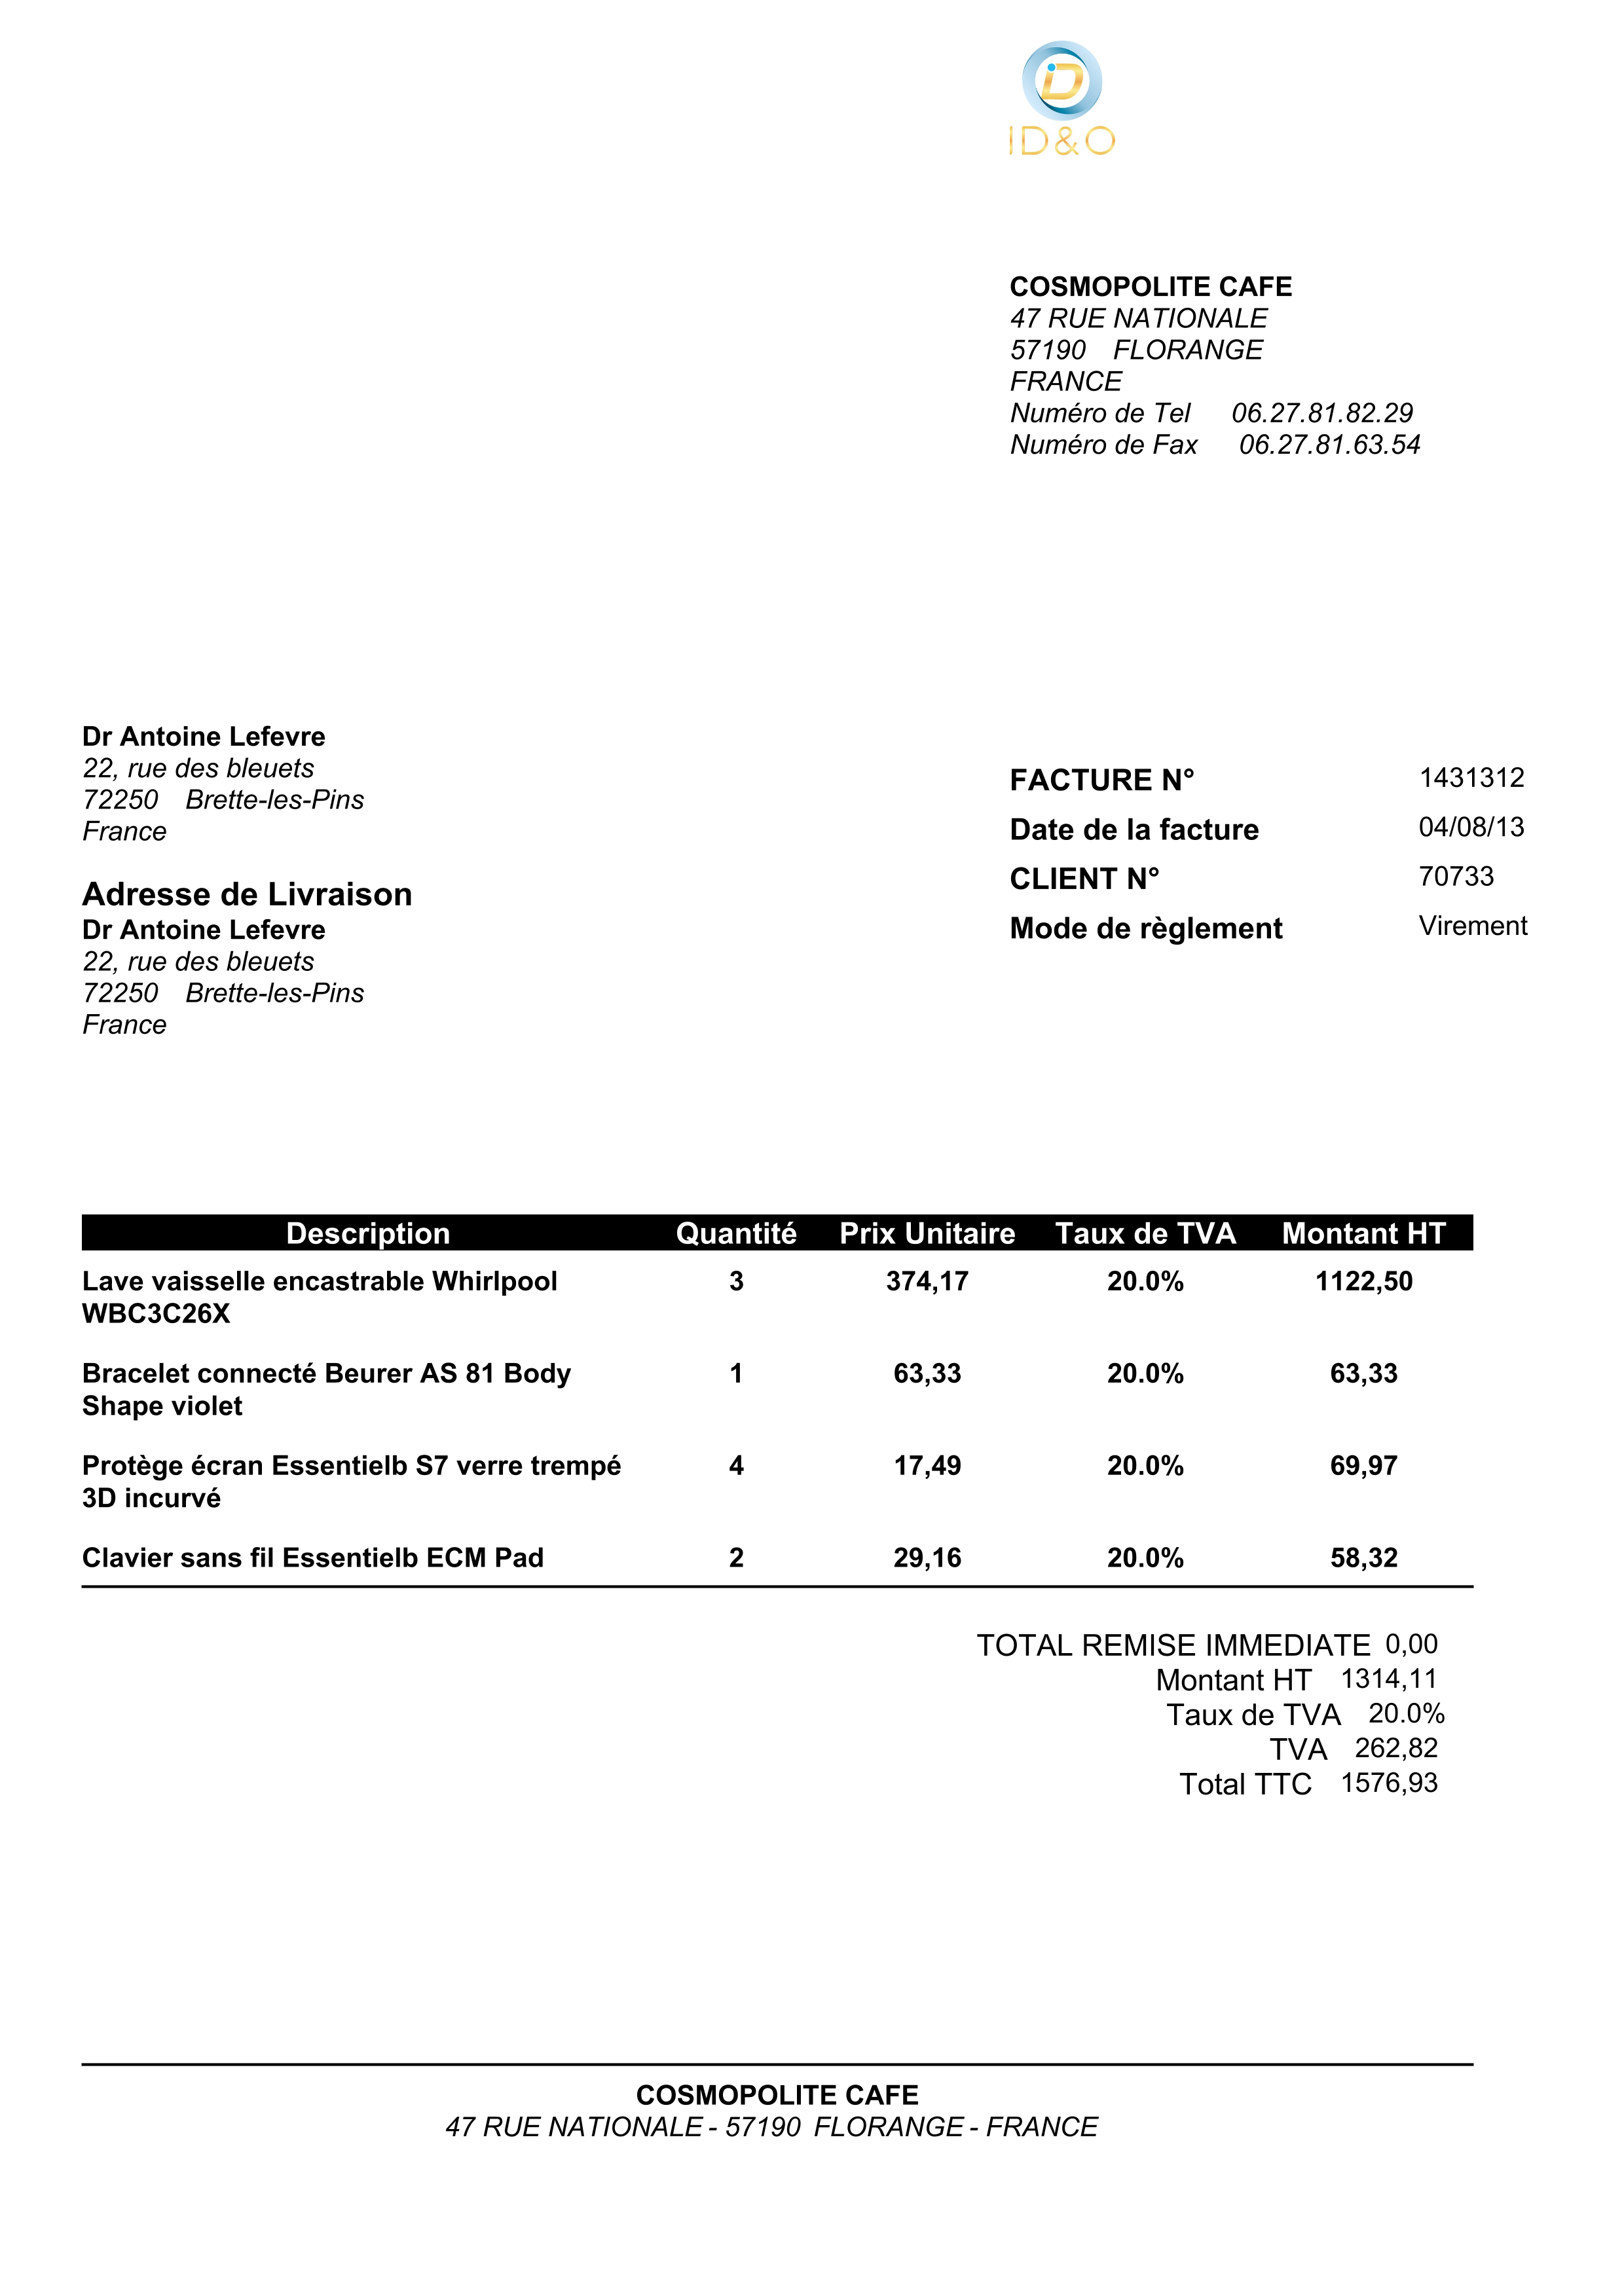 iD
ID&O
COSMOPOLITE CAFE
47 RUE NATIONALE
57190 FLORANGE
FRANCE
Numéro de Tel 06.27.81.82.29
Numéro de Fax 06.27.81.63.54
Dr Antoine Lefevre
22, rue des bleuets
72250 Brette-les-Pins
France
Adresse de Livraison
Dr Antoine Lefevre
22, rue des bleuets
72250 Brette-les-Pins
France
FACTURE N° 1431312
Date de la facture 04/08/13
CLIENT N° 70733
Mode de règlement Virement
Description Quantité Prix Unitaire Taux de TVA Montant HT
Lave vaisselle encastrable Whirlpool 3 374,17 20.0% 1122,50
WBC3C26X
Bracelet connecté Beurer AS 81 Body 1 63,33 20.0% 63,33
Shape violet
Protège écran Essentielb S7 verre trempé 4 17,49 20.0% 69,97
3D incurvé
Clavier sans fil Essentielb ECM Pad 2 29,16 20.0% 58,32
TOTAL REMISE IMMEDIATE 0,00
Montant HT 1314,11
Taux de TVA 20.0%
TVA 262,82
Total TTC 1576,93
COSMOPOLITE CAFE
47 RUE NATIONALE - 57190 FLORANGE - FRANCE